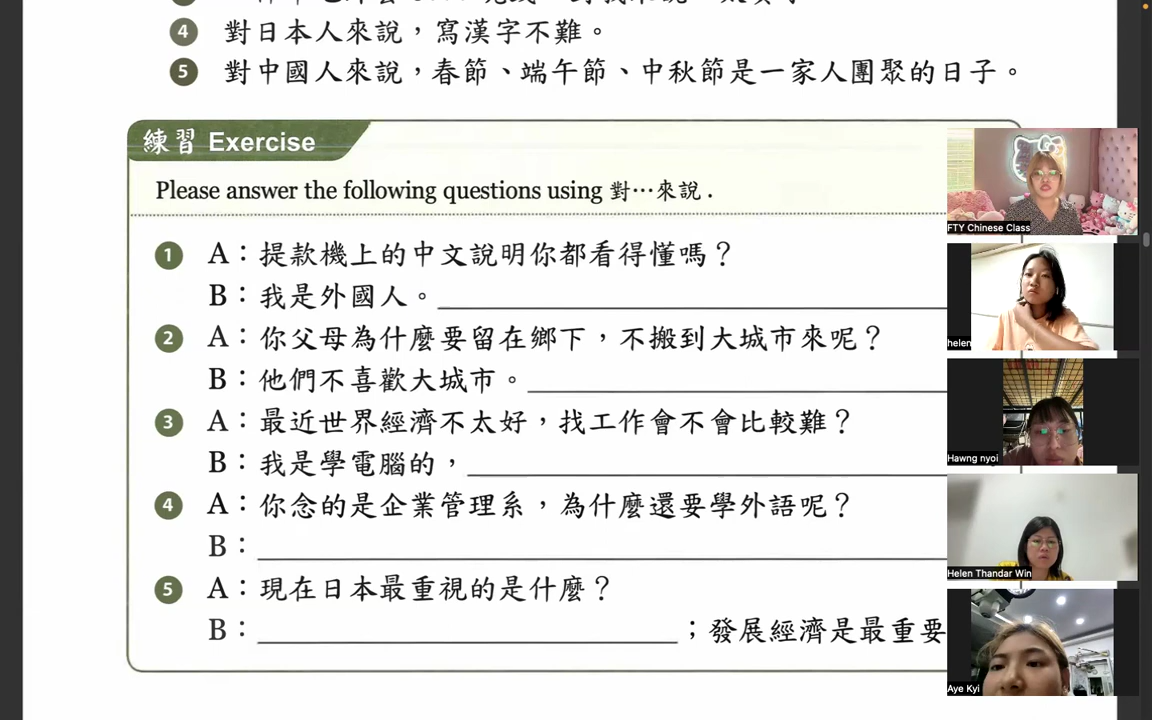 4 對日本人來說，寫漢字不難。
5 對中國人來說，春節、端午節、中秋節是一家人團聚的日子。
練習 Exercise
Please answer the following questions using 對…來說 .
1 A：提款機上的中文說明你都看得懂嗎？
B：我是外國人。
2 A：你父母為什麼要留在鄉下，不搬到大城市來呢？
B：他們不喜歡大城市。
3 A：最近世界經濟不太好，找工作會不會比較難？
B：我是學電腦的，
4 A：你念的是企業管理系，為什麼還要學外語呢？
B：
5 A：現在日本最重視的是什麼？
B：；發展經濟是最重要
FTY Chinese Class
helen
Hawng nyoi
Helen Thandar Win
Aye Kyi